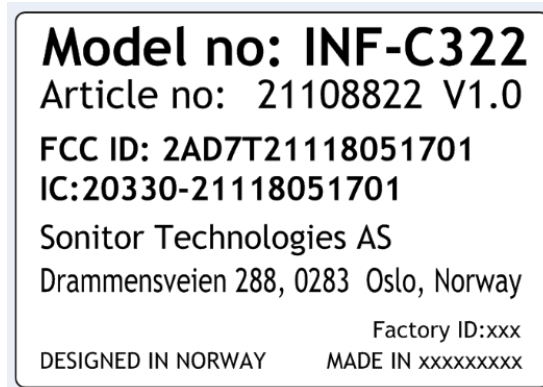 Model no: INF-C322
Article no: 21108822 V1.0
FCC ID: 2AD7T21118051701
IC:20330-21118051701
Sonitor Technologies AS
Drammensveien 288, 0283 Oslo, Norway
Factory ID:xxx
DESIGNED IN NORWAY MADE IN xxxxxxxxx